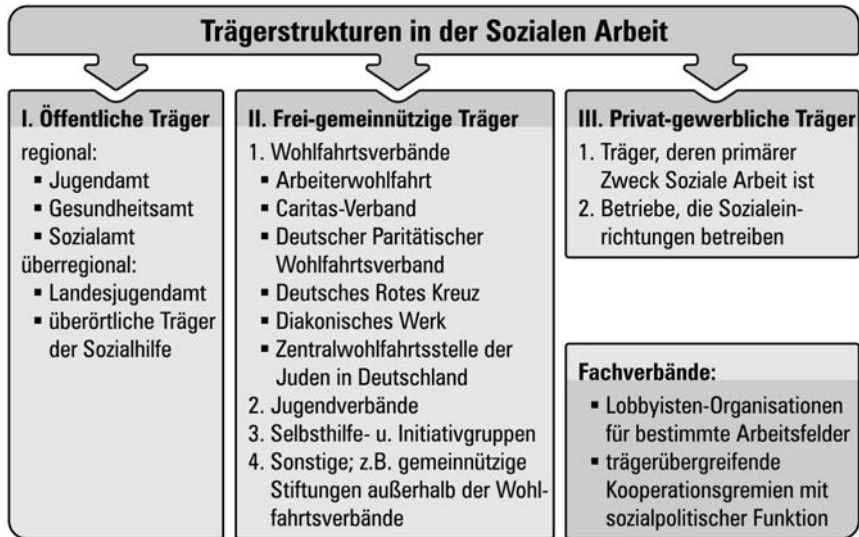 Trägerstrukturen in der Sozialen Arbeit
I. Öffentliche Träger
regional:
▪ Jugendamt
▪ Gesundheitsamt
▪ Sozialamt
überregional:
▪ Landesjugendamt
▪ überörtliche Träger
der Sozialhilfe
II. Frei-gemeinnützige Träger
1. Wohlfahrtsverbände
▪ Arbeiterwohlfahrt
▪ Caritas-Verband
▪ Deutscher Paritätischer
Wohlfahrtsverband
▪ Deutsches Rotes Kreuz
▪ Diakonisches Werk
▪ Zentralwohlfahrtsstelle der
Juden in Deutschland
2. Jugendverbände
3. Selbsthilfe- u. Initiativgruppen
4. Sonstige; z.B. gemeinnützige
Stiftungen außerhalb der Wohl-
fahrtsverbände
III. Privat-gewerbliche Träger
1. Träger, deren primärer
Zweck Soziale Arbeit ist
2. Betriebe, die Sozialein-
richtungen betreiben
Fachverbände:
▪ Lobbyisten-Organisationen
für bestimmte Arbeitsfelder
▪ trägerübergreifende
Kooperationsgremien mit
sozialpolitischer Funktion